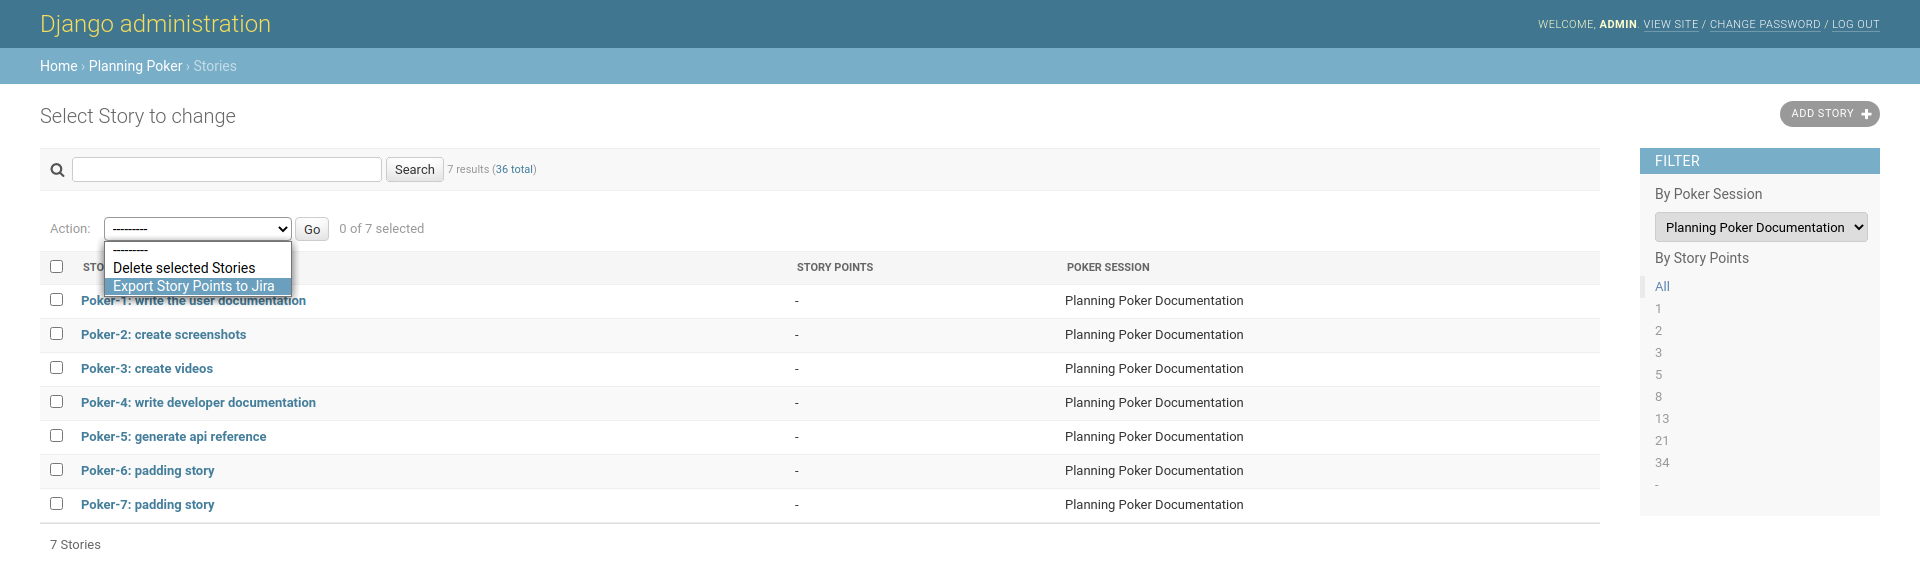 Django administration
WELCOME, ADMIN. VIEW SITE / CHANGE PASSWORD / LOG OUT
Home › Planning Poker › Stories
Select Story to change
ADD STORY
Search 7 results (36 total)
Action: ---------
Go 0 of 7 selected
---------
Delete selected Stories
Export Story Points to Jira
STO STORY POINTS POKER SESSION
Poker-1: write the user documentation - Planning Poker Documentation
Poker-2: create screenshots - Planning Poker Documentation
Poker-3: create videos - Planning Poker Documentation
Poker-4: write developer documentation - Planning Poker Documentation
Poker-5: generate api reference - Planning Poker Documentation
Poker-6: padding story - Planning Poker Documentation
Poker-7: padding story - Planning Poker Documentation
7 Stories
FILTER
By Poker Session
Planning Poker Documentation
By Story Points
All
1
2
3
5
8
13
21
34
-